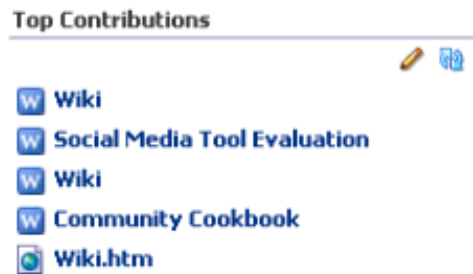 Top Contributions
Wiki
Social Media Tool Evaluation
Wiki
Community Cookbook
Wiki.htm